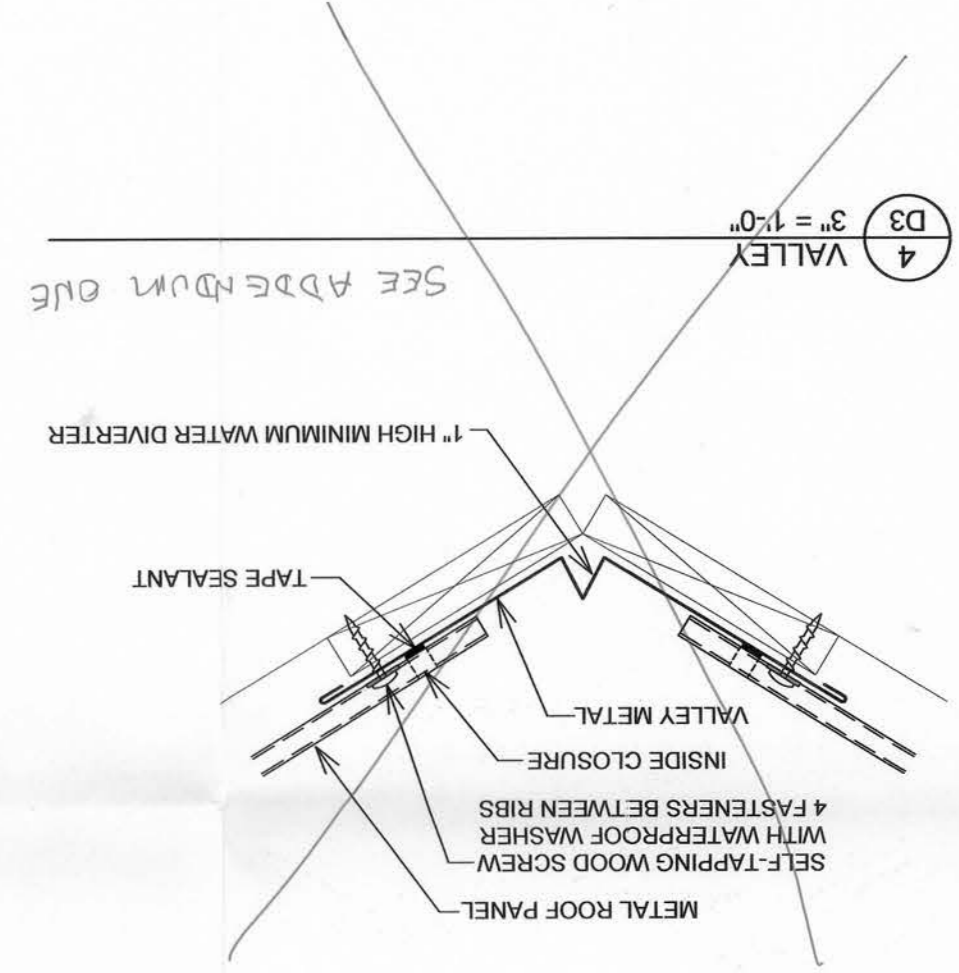 METAL ROOF PANEL
SELF-TAPPING WOOD SCREW
WITH WATERPROOF WASHER
4 FASTENERS BETWEEN RIBS
INSIDE CLOSURE
VALLEY METAL
TAPE SEALANT
1" HIGH MINIMUM WATER DIVERTER
SEE ADDENDUM ONE
4 VALLEY
D3 3" = 1'-0"